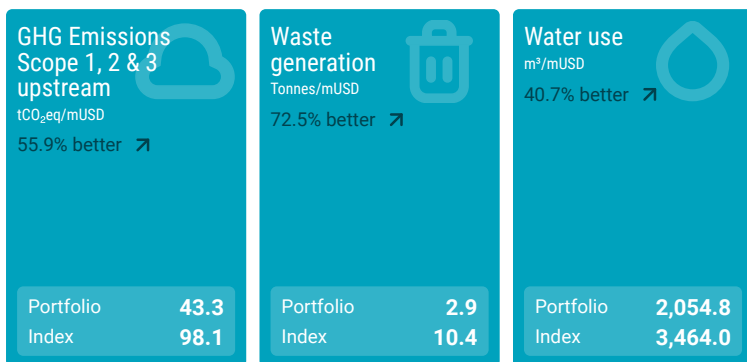 GHG Emissions
Scope 1, 2 & 3
upstream
tCO₂eq/mUSD
55.9% better
Portfolio 43.3
Index 98.1
Waste
generation
Tonnes/mUSD
72.5% better
Portfolio 2.9
Index 10.4
Water use
m³/mUSD
40.7% better
Portfolio 2,054.8
Index 3,464.0